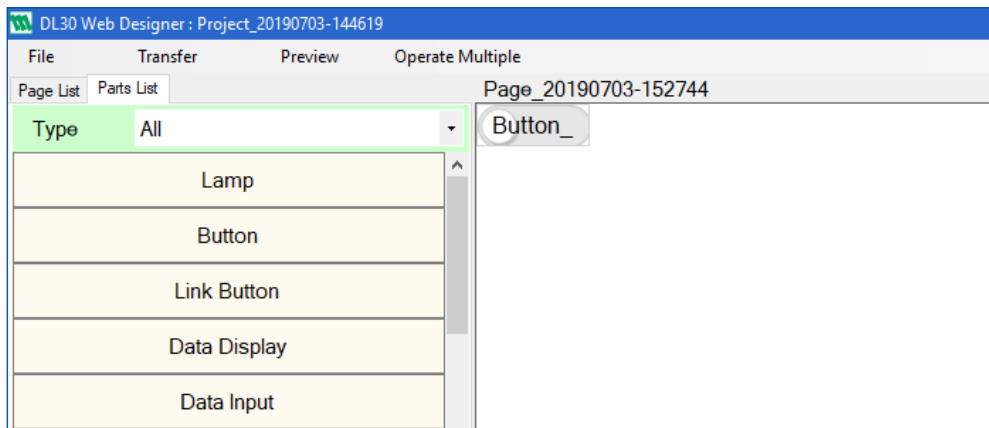 DL30 Web Designer : Project_20190703-144619
File Transfer Preview Operate Multiple
Page List Parts List Page_20190703-152744
Type All Button_
Lamp
Button
Link Button
Data Display
Data Input